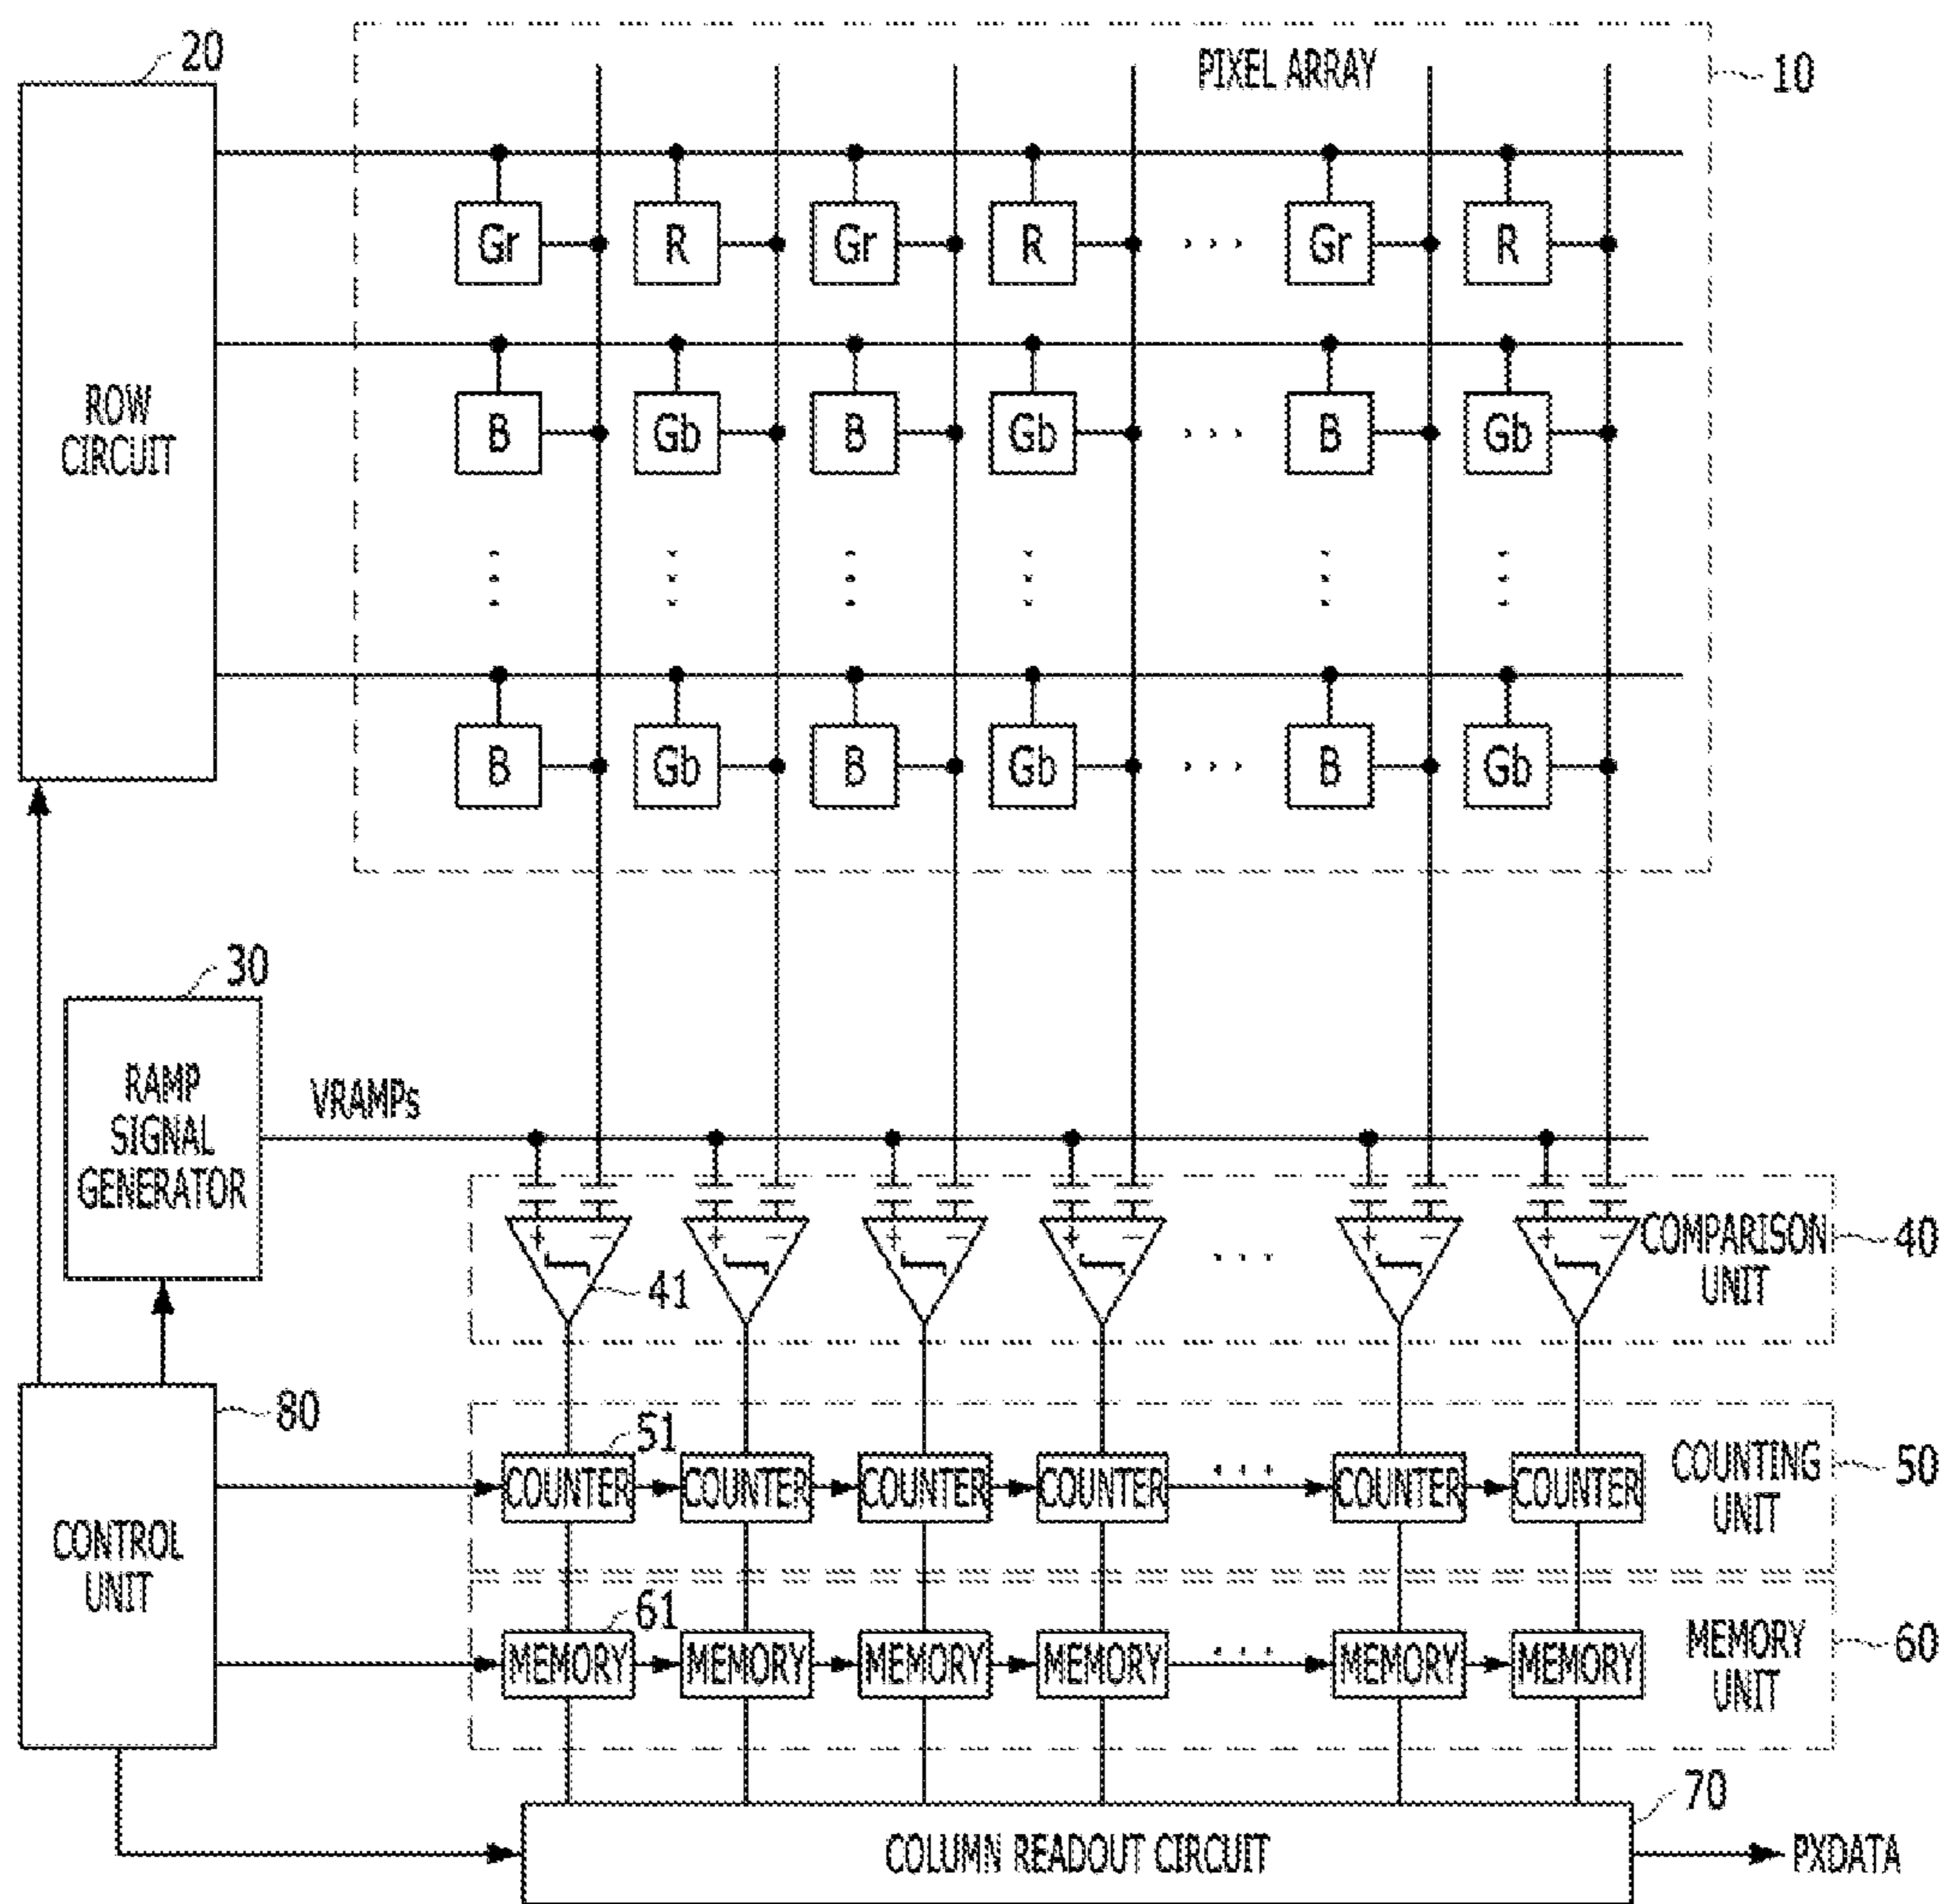 20
PIXEL ARRAY
10
Gr R Gr R · · · Gr R
ROW
CIRCUIT
B Gb B Gb · · · B Gb
B Gb B Gb · · · B Gb
30
RAMP
SIGNAL
GENERATOR
VRAMPs
+ − + − + − + − · · · + − + −
41
COMPARISON
UNIT
40
80
CONTROL
UNIT
51
COUNTER COUNTER COUNTER COUNTER · · · COUNTER COUNTER
COUNTING
UNIT
50
61
MEMORY MEMORY MEMORY MEMORY · · · MEMORY MEMORY
MEMORY
UNIT
60
70
COLUMN READOUT CIRCUIT
PXDATA